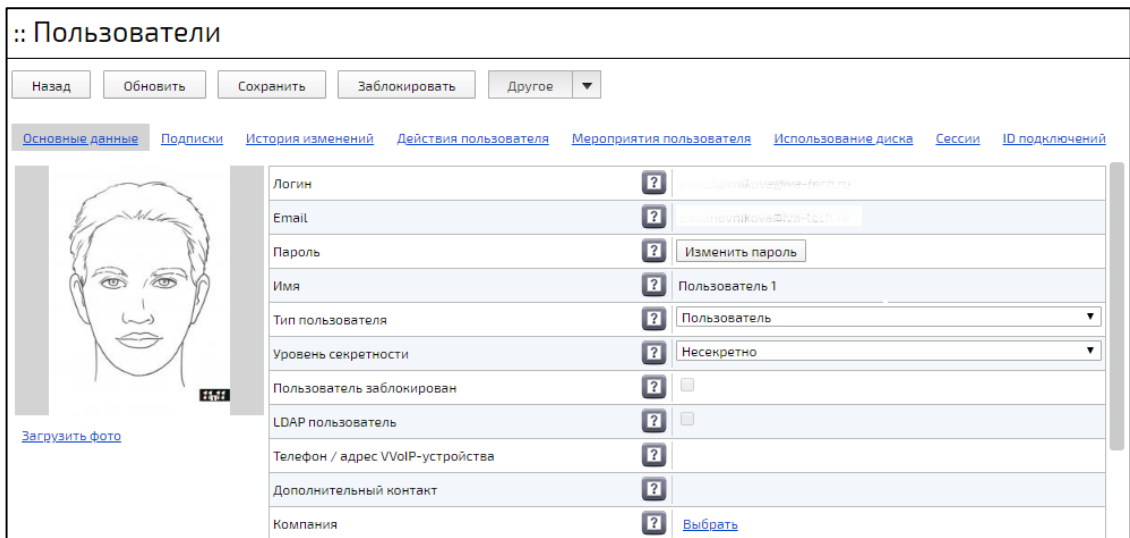 :: Пользователи
Назад Обновить Сохранить Заблокировать Другое
Основные данные Подписки История изменений Действия пользователя Мероприятия пользователя Использование диска Сессии ID подключений
Логин ?
Email ?
Пароль ? Изменить пароль
Имя ? Пользователь 1
Тип пользователя ? Пользователь
Уровень секретности ? Несекретно
Пользователь заблокирован ?
LDAP пользователь ?
Загрузить фото
Телефон / адрес VVoIP-устройства ?
Дополнительный контакт ?
Компания ? Выбрать